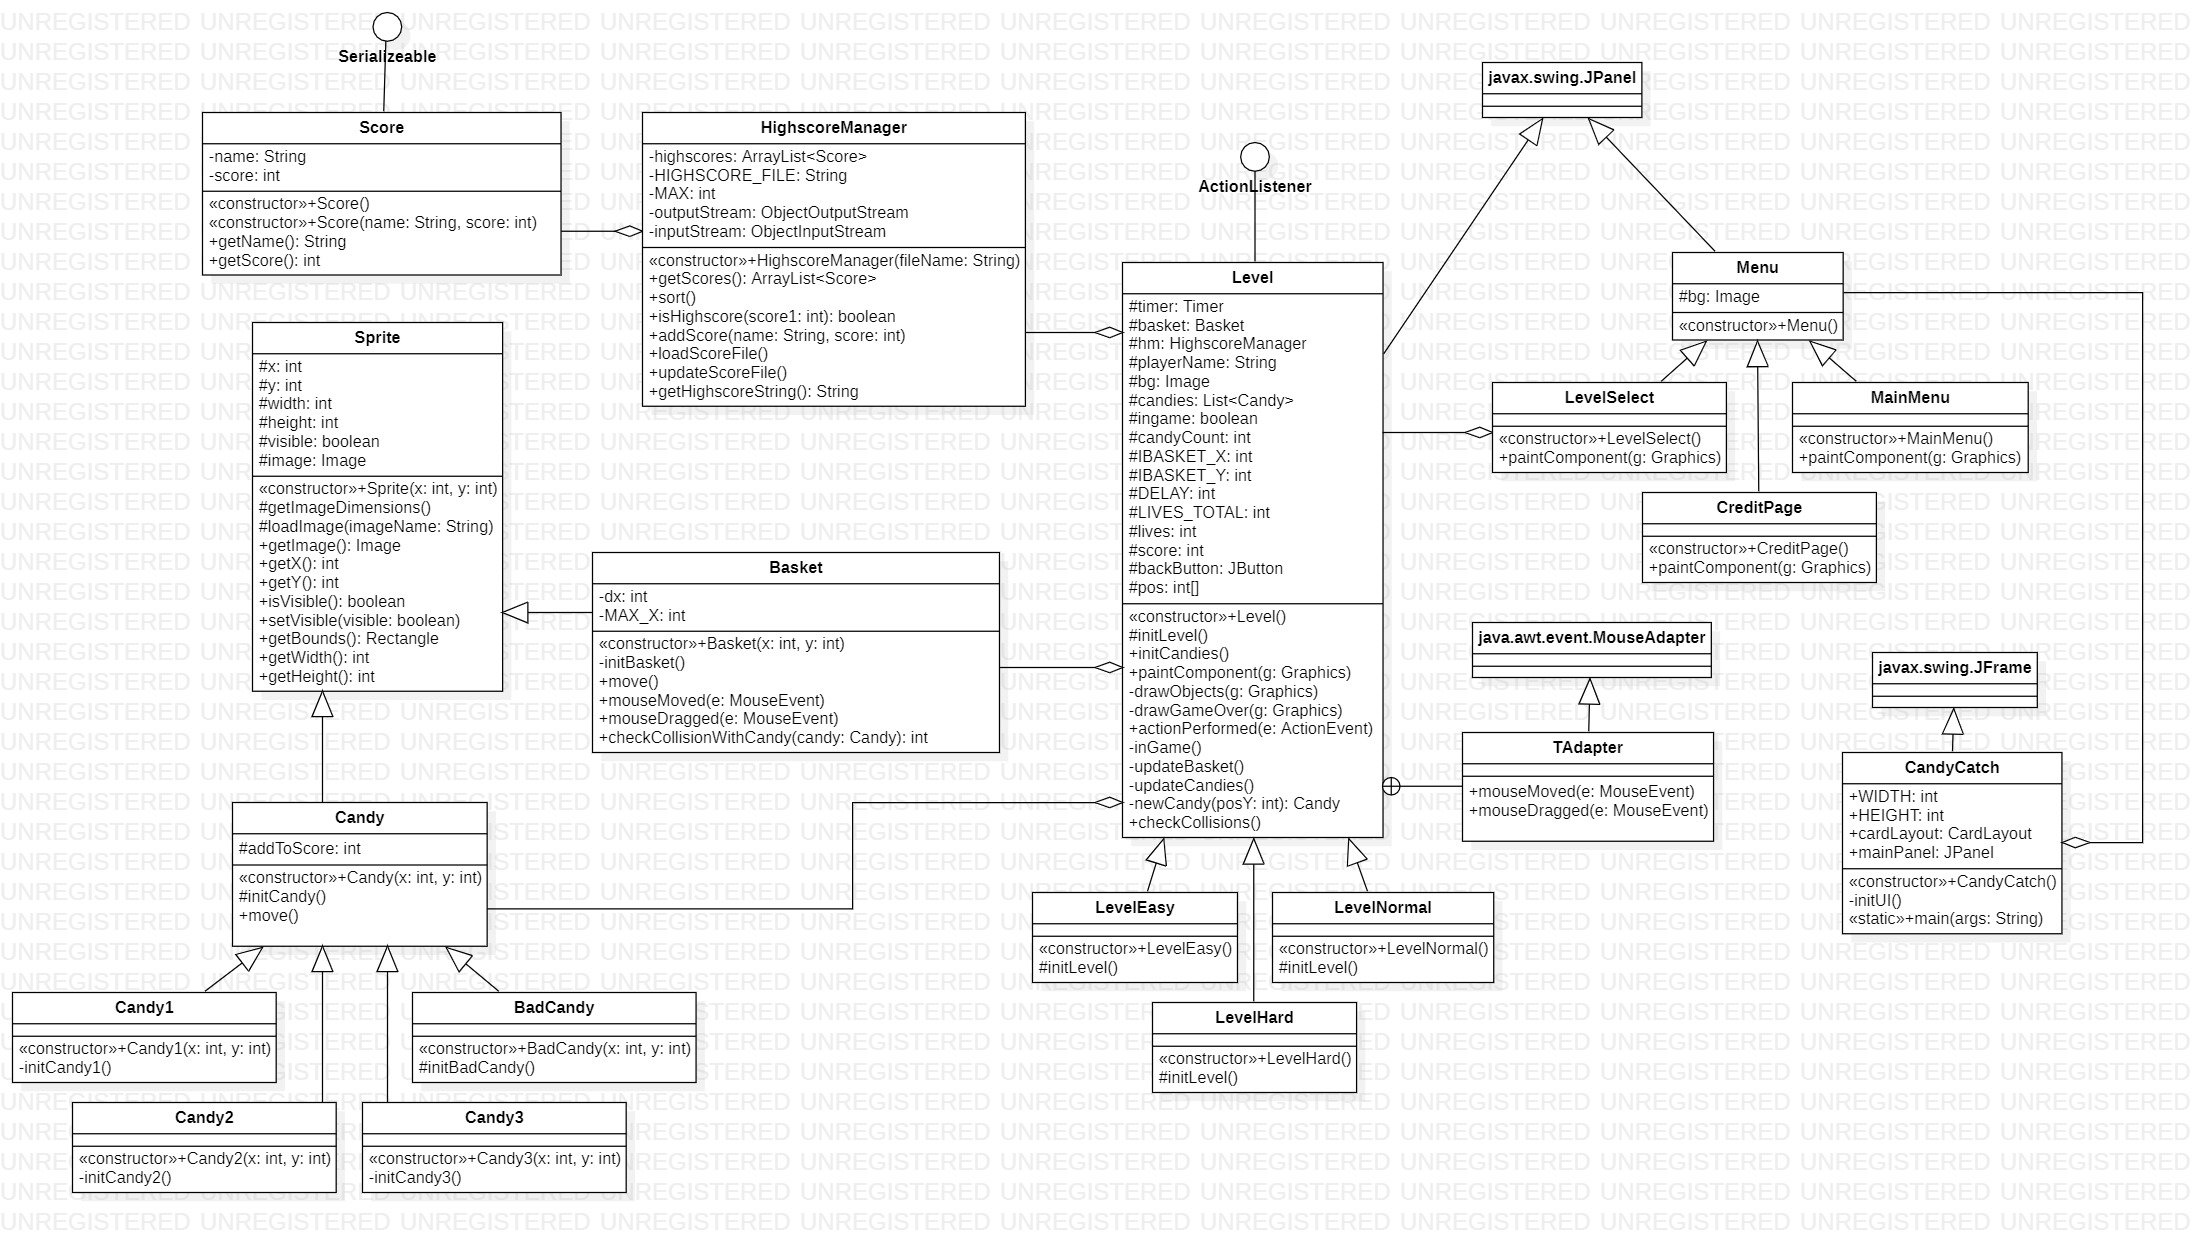 Serializeable
Score
-name: String
-score: int
«constructor»+Score()
«constructor»+Score(name: String, score: int)
+getName(): String
+getScore(): int
HighscoreManager
-highscores: ArrayList<Score>
-HIGHSCORE_FILE: String
-MAX: int
-outputStream: ObjectOutputStream
-inputStream: ObjectInputStream
«constructor»+HighscoreManager(fileName: String)
+getScores(): ArrayList<Score>
+sort()
+isHighscore(score1: int): boolean
+addScore(name: String, score: int)
+loadScoreFile()
+updateScoreFile()
+getHighscoreString(): String
ActionListener
Level
#timer: Timer
#basket: Basket
#hm: HighscoreManager
#playerName: String
#bg: Image
#candies: List<Candy>
#ingame: boolean
#candyCount: int
#IBASKET_X: int
#IBASKET_Y: int
#DELAY: int
#LIVES_TOTAL: int
#lives: int
#score: int
#backButton: JButton
#pos: int[]
«constructor»+Level()
#initLevel()
+initCandies()
+paintComponent(g: Graphics)
-drawObjects(g: Graphics)
-drawGameOver(g: Graphics)
+actionPerformed(e: ActionEvent)
-inGame()
-updateBasket()
-updateCandies()
-newCandy(posY: int): Candy
+checkCollisions()
javax.swing.JPanel
Menu
#bg: Image
«constructor»+Menu()
LevelSelect
«constructor»+LevelSelect()
+paintComponent(g: Graphics)
MainMenu
«constructor»+MainMenu()
+paintComponent(g: Graphics)
CreditPage
«constructor»+CreditPage()
+paintComponent(g: Graphics)
Sprite
#x: int
#y: int
#width: int
#height: int
#visible: boolean
#image: Image
«constructor»+Sprite(x: int, y: int)
#getImageDimensions()
#loadImage(imageName: String)
+getImage(): Image
+getX(): int
+getY(): int
+isVisible(): boolean
+setVisible(visible: boolean)
+getBounds(): Rectangle
+getWidth(): int
+getHeight(): int
Basket
-dx: int
-MAX_X: int
«constructor»+Basket(x: int, y: int)
-initBasket()
+move()
+mouseMoved(e: MouseEvent)
+mouseDragged(e: MouseEvent)
+checkCollisionWithCandy(candy: Candy): int
java.awt.event.MouseAdapter
TAdapter
+mouseMoved(e: MouseEvent)
+mouseDragged(e: MouseEvent)
javax.swing.JFrame
CandyCatch
+WIDTH: int
+HEIGHT: int
+cardLayout: CardLayout
+mainPanel: JPanel
«constructor»+CandyCatch()
-initUI()
«static»+main(args: String)
Candy
#addToScore: int
«constructor»+Candy(x: int, y: int)
#initCandy()
+move()
LevelEasy
«constructor»+LevelEasy()
#initLevel()
LevelNormal
«constructor»+LevelNormal()
#initLevel()
LevelHard
«constructor»+LevelHard()
#initLevel()
Candy1
«constructor»+Candy1(x: int, y: int)
-initCandy1()
BadCandy
«constructor»+BadCandy(x: int, y: int)
#initBadCandy()
Candy2
«constructor»+Candy2(x: int, y: int)
-initCandy2()
Candy3
«constructor»+Candy3(x: int, y: int)
-initCandy3()
UNREGISTERED